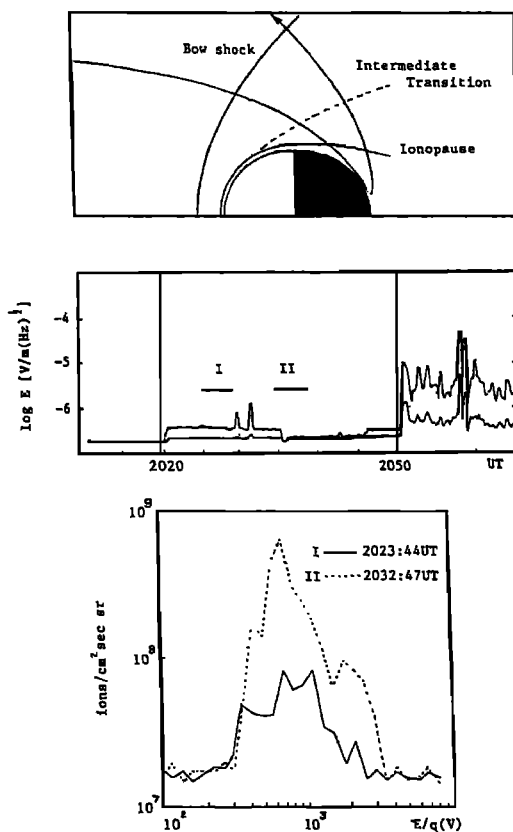 Bow shock
Intermediate
Transition
Ionopause
log E [V/m(Hz)^½]
-4
-5
-6
I
II
2020
2050
UT
ions/cm² sec sr
10⁹
10⁸
10⁷
I — 2023:44UT
II ····· 2032:47UT
10²
10³
E/q(V)